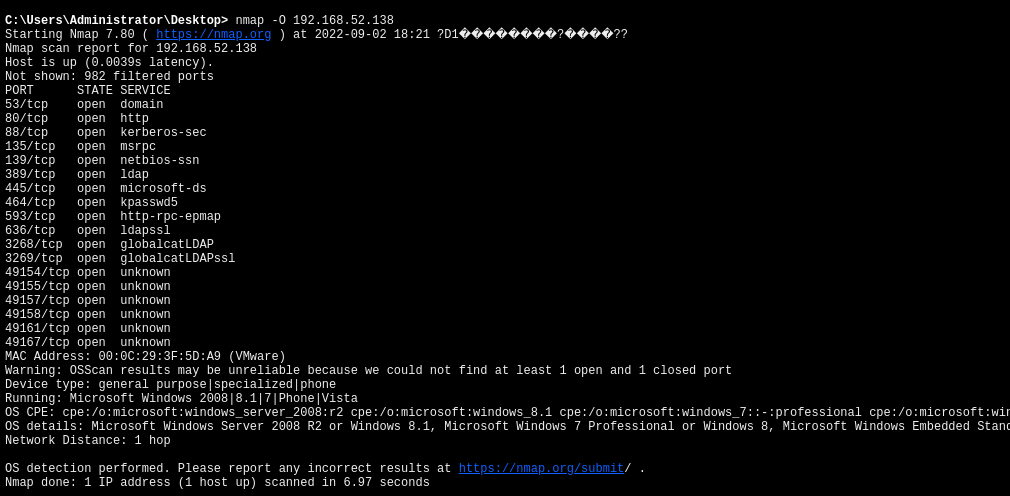 C:\Users\Administrator\Desktop> nmap -O 192.168.52.138
Starting Nmap 7.80 ( https://nmap.org ) at 2022-09-02 18:21 ?D1��������?����??
Nmap scan report for 192.168.52.138
Host is up (0.0039s latency).
Not shown: 982 filtered ports
PORT      STATE SERVICE
53/tcp    open  domain
80/tcp    open  http
88/tcp    open  kerberos-sec
135/tcp   open  msrpc
139/tcp   open  netbios-ssn
389/tcp   open  ldap
445/tcp   open  microsoft-ds
464/tcp   open  kpasswd5
593/tcp   open  http-rpc-epmap
636/tcp   open  ldapssl
3268/tcp  open  globalcatLDAP
3269/tcp  open  globalcatLDAPssl
49154/tcp open  unknown
49155/tcp open  unknown
49157/tcp open  unknown
49158/tcp open  unknown
49161/tcp open  unknown
49167/tcp open  unknown
MAC Address: 00:0C:29:3F:5D:A9 (VMware)
Warning: OSScan results may be unreliable because we could not find at least 1 open and 1 closed port
Device type: general purpose|specialized|phone
Running: Microsoft Windows 2008|8.1|7|Phone|Vista
OS CPE: cpe:/o:microsoft:windows_server_2008:r2 cpe:/o:microsoft:windows_8.1 cpe:/o:microsoft:windows_7::-:professional cpe:/o:microsoft:win
OS details: Microsoft Windows Server 2008 R2 or Windows 8.1, Microsoft Windows 7 Professional or Windows 8, Microsoft Windows Embedded Stand
Network Distance: 1 hop
OS detection performed. Please report any incorrect results at https://nmap.org/submit/ .
Nmap done: 1 IP address (1 host up) scanned in 6.97 seconds